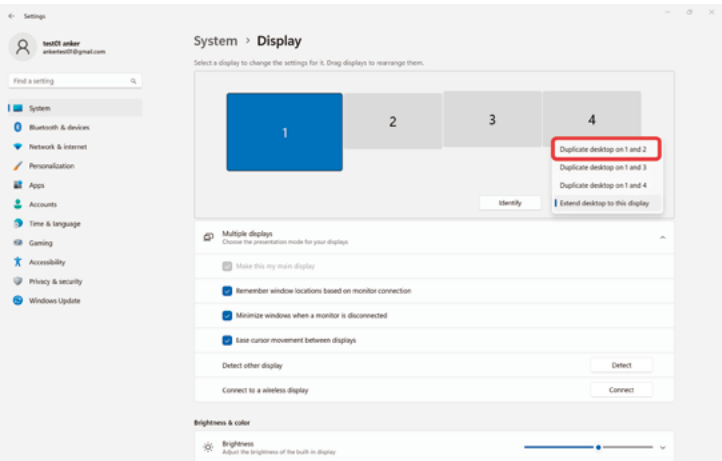 Settings
test01 anker
ankertest01@gmail.com
Find a setting
System
Bluetooth & devices
Network & internet
Personalization
Apps
Accounts
Time & language
Gaming
Accessibility
Privacy & security
Windows Update
System > Display
Select a display to change the settings for it. Drag displays to rearrange them.
1
2
3
4
Duplicate desktop on 1 and 2
Duplicate desktop on 1 and 3
Duplicate desktop on 1 and 4
Extend desktop to this display
Identify
Multiple displays
Choose the presentation mode for your displays
Make this my main display
Remember window locations based on monitor connection
Minimize windows when a monitor is disconnected
Ease cursor movement between displays
Detect other display
Detect
Connect to a wireless display
Connect
Brightness & color
Brightness
Adjust the brightness of the built-in display